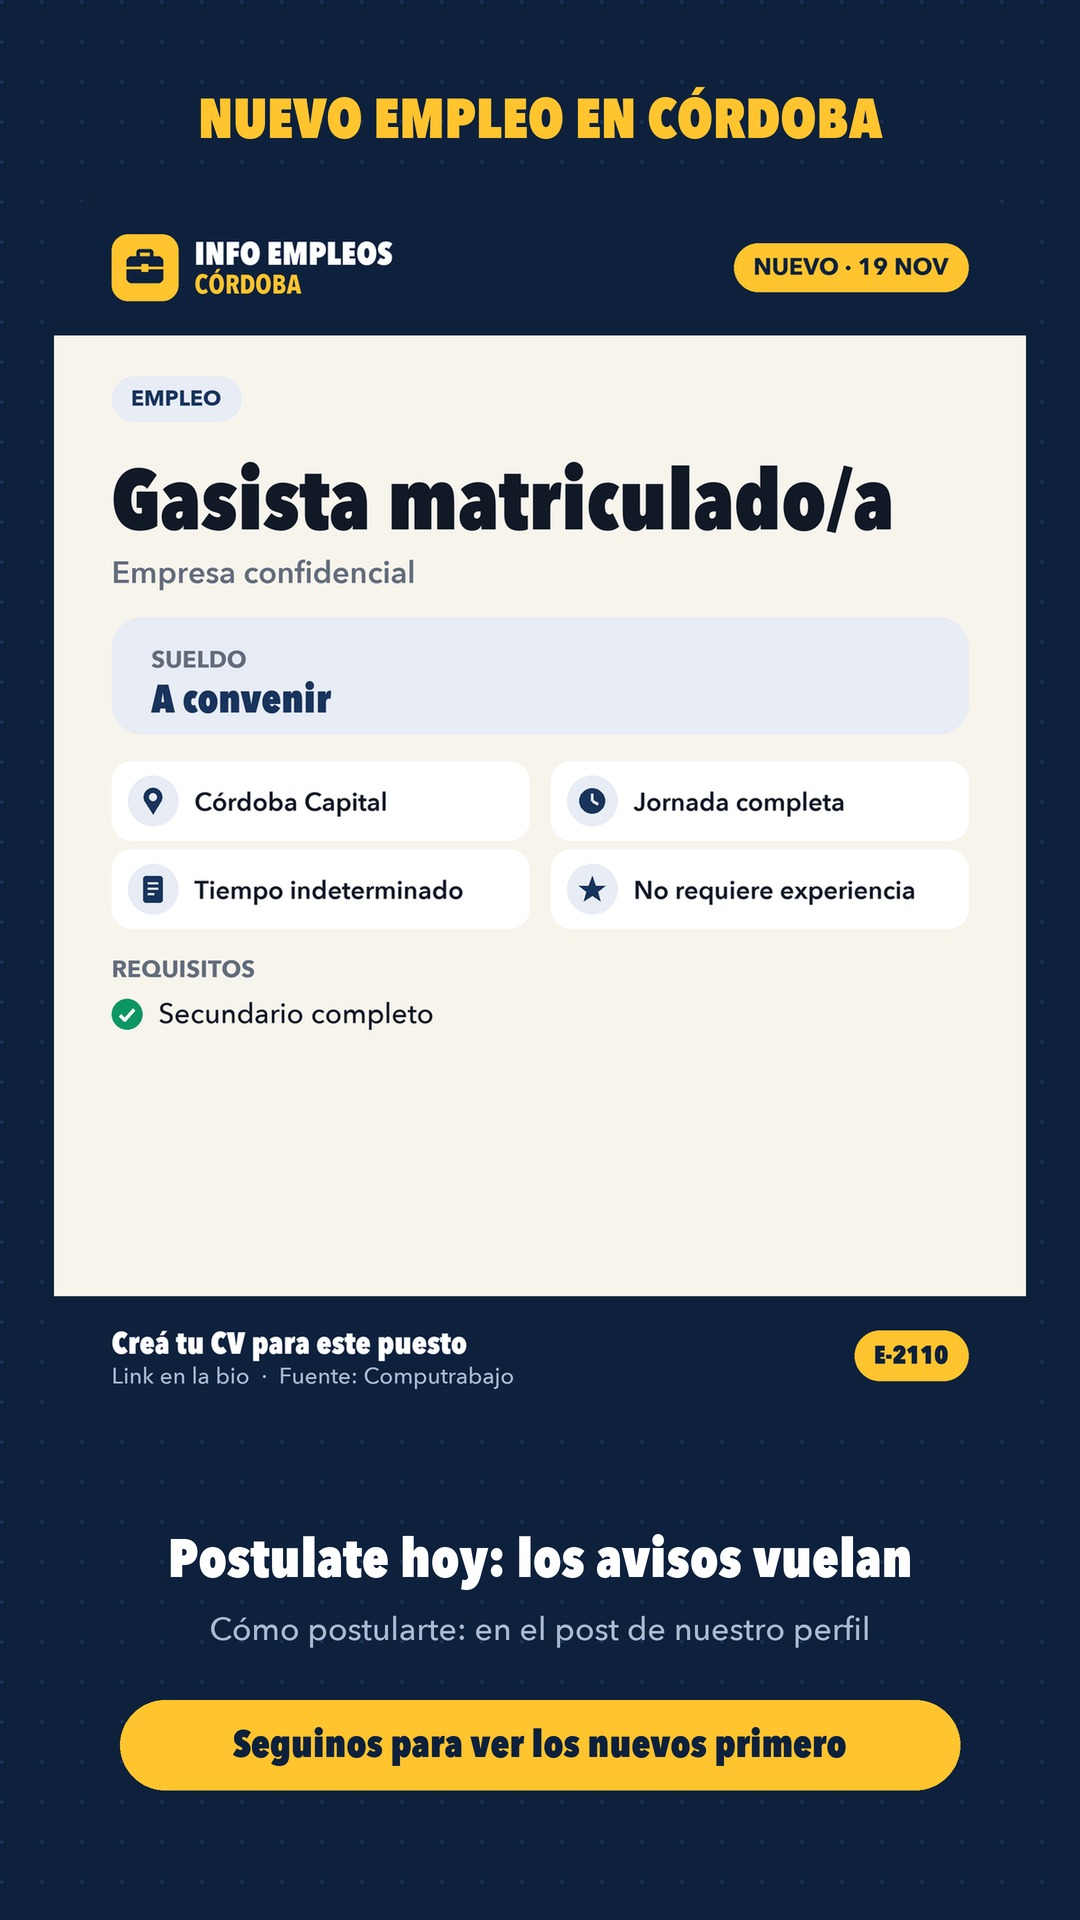 NUEVO EMPLEO EN CÓRDOBA
INFO EMPLEOS
CÓRDOBA
NUEVO · 19 NOV
EMPLEO
Gasista matriculado/a
Empresa confidencial
SUELDO
A convenir
Córdoba Capital
Jornada completa
Tiempo indeterminado
No requiere experiencia
REQUISITOS
Secundario completo
Creá tu CV para este puesto
Link en la bio · Fuente: Computrabajo
E-2110
Postulate hoy: los avisos vuelan
Cómo postularte: en el post de nuestro perfil
Seguinos para ver los nuevos primero